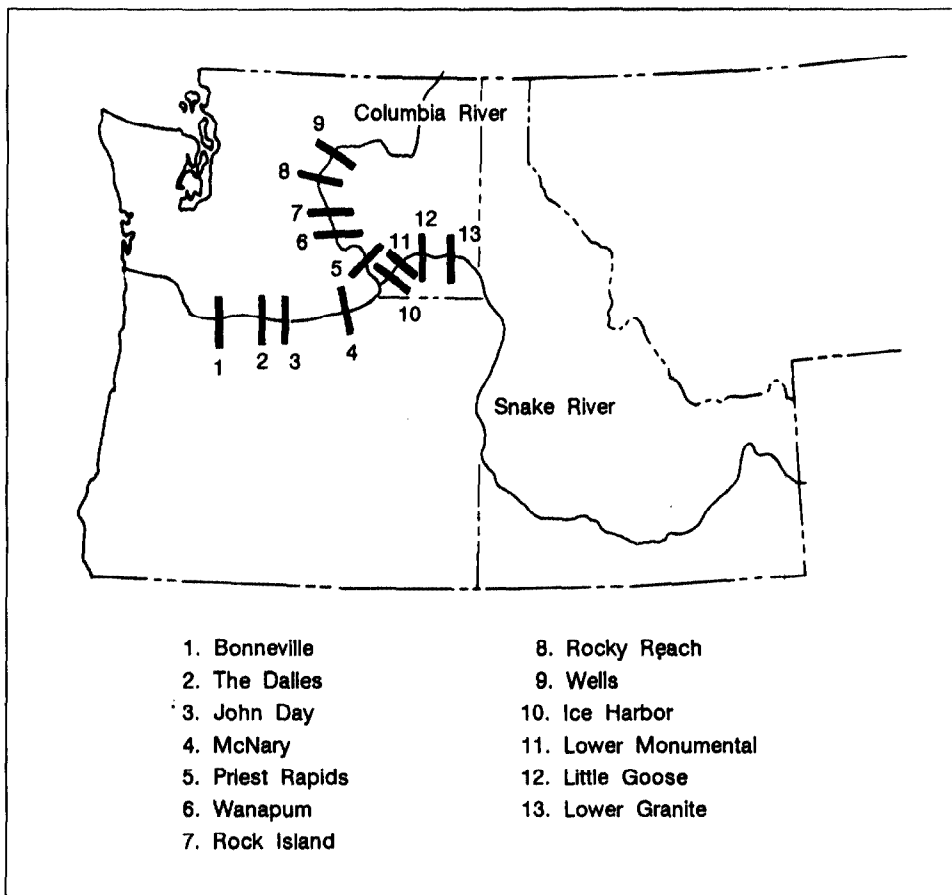 Columbia River
9
8
7
6
5
12
11
13
10
1
2
3
4
Snake River
1. Bonneville
2. The Dalles
3. John Day
4. McNary
5. Priest Rapids
6. Wanapum
7. Rock Island
8. Rocky Reach
9. Wells
10. Ice Harbor
11. Lower Monumental
12. Little Goose
13. Lower Granite